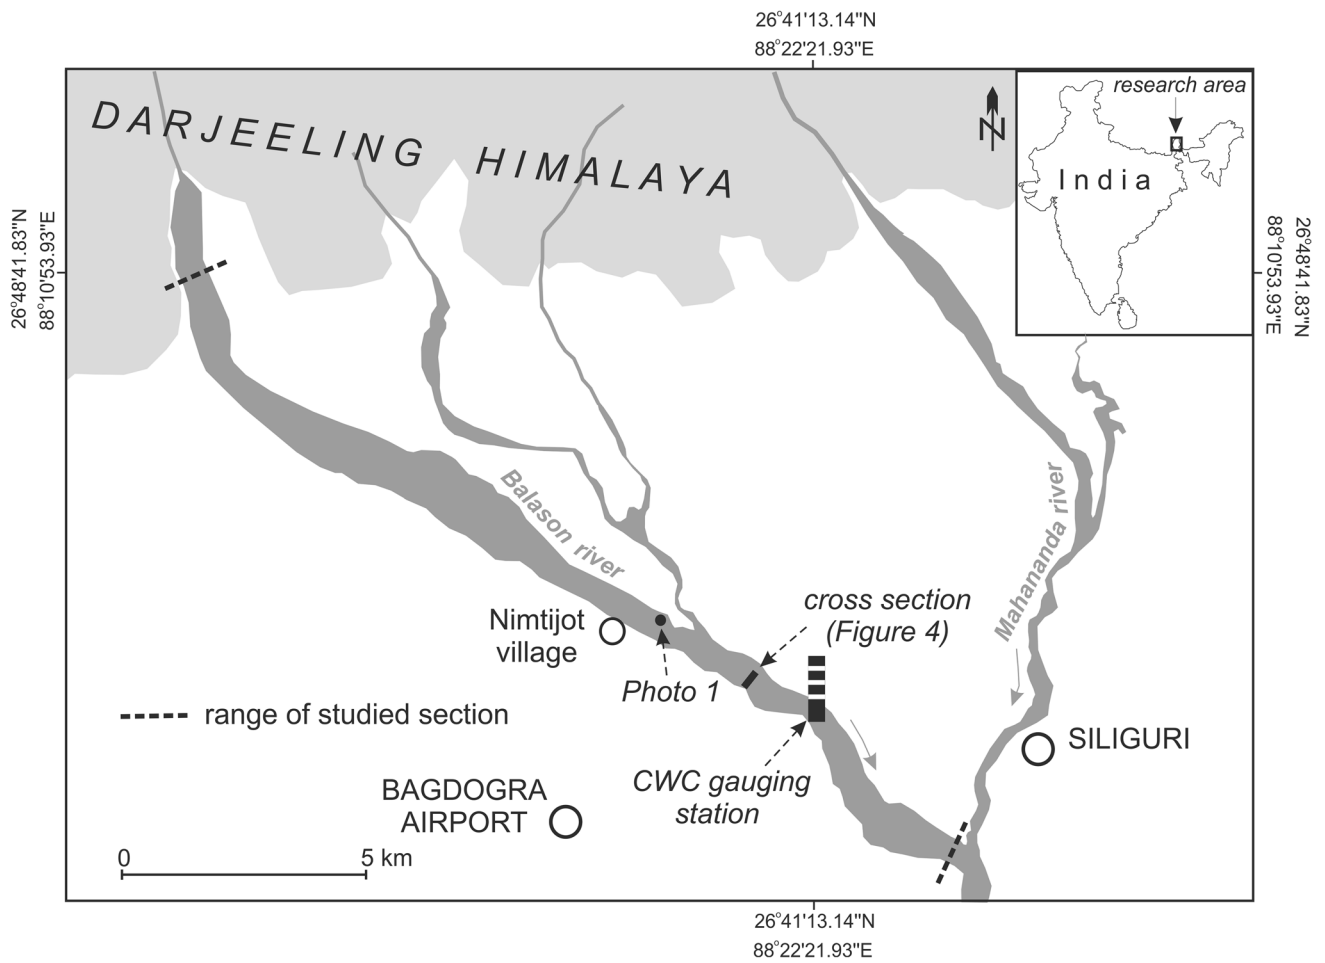 26°41'13.14"N
88°22'21.93"E
DARJEELING HIMALAYA
N
research area
India
26°48'41.83"N
88°10'53.93"E
26°48'41.83"N
88°10'53.93"E
Balason river
Mahananda river
cross section
(Figure 4)
Nimtijot
village
Photo 1
range of studied section
SILIGURI
CWC gauging
station
BAGDOGRA
AIRPORT
0 5 km
26°41'13.14"N
88°22'21.93"E